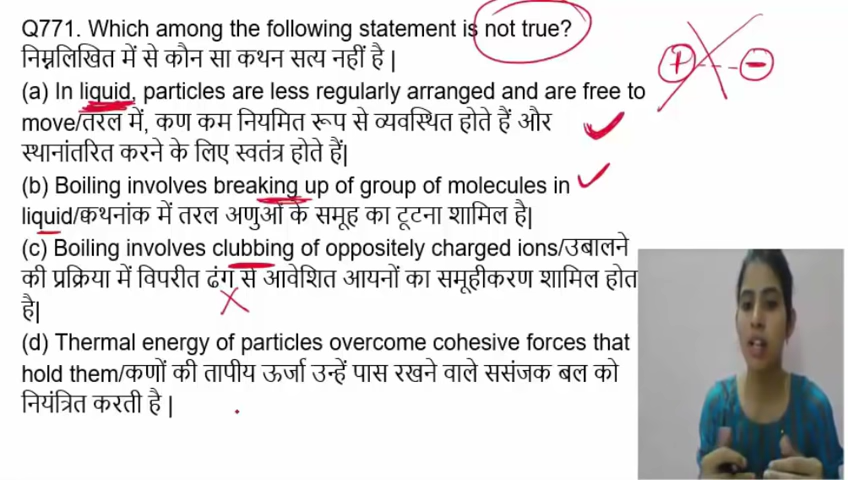 Q771. Which among the following statement is not true?
निम्नलिखित में से कौन सा कथन सत्य नहीं है |
(a) In liquid, particles are less regularly arranged and are free to
move/तरल में, कण कम नियमित रूप से व्यवस्थित होते हैं और
स्थानांतरित करने के लिए स्वतंत्र होते हैं|
(b) Boiling involves breaking up of group of molecules in
liquid/क्थनांक में तरल अणुओं के समूह का टूटना शामिल है|
(c) Boiling involves clubbing of oppositely charged ions/उबालने
की प्रक्रिया में विपरीत ढंग से आवेशित आयनों का समूहीकरण शामिल होत
है|
(d) Thermal energy of particles overcome cohesive forces that
hold them/कणों की तापीय ऊर्जा उन्हें पास रखने वाले ससंजक बल को
नियंत्रित करती है |
+ -